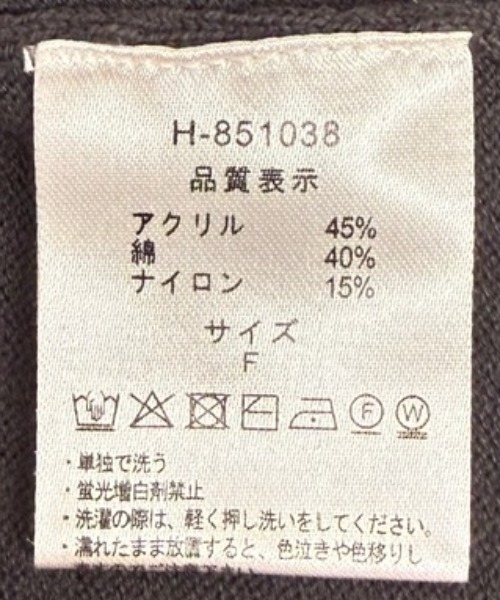 H-851038
品質表示
アクリル 45%
綿 40%
ナイロン 15%
サイズ
F
F W
・単独で洗う
・蛍光増白剤禁止
・洗濯の際は、軽く押し洗いをしてください。
・濡れたまま放置すると、色泣きや色移りし